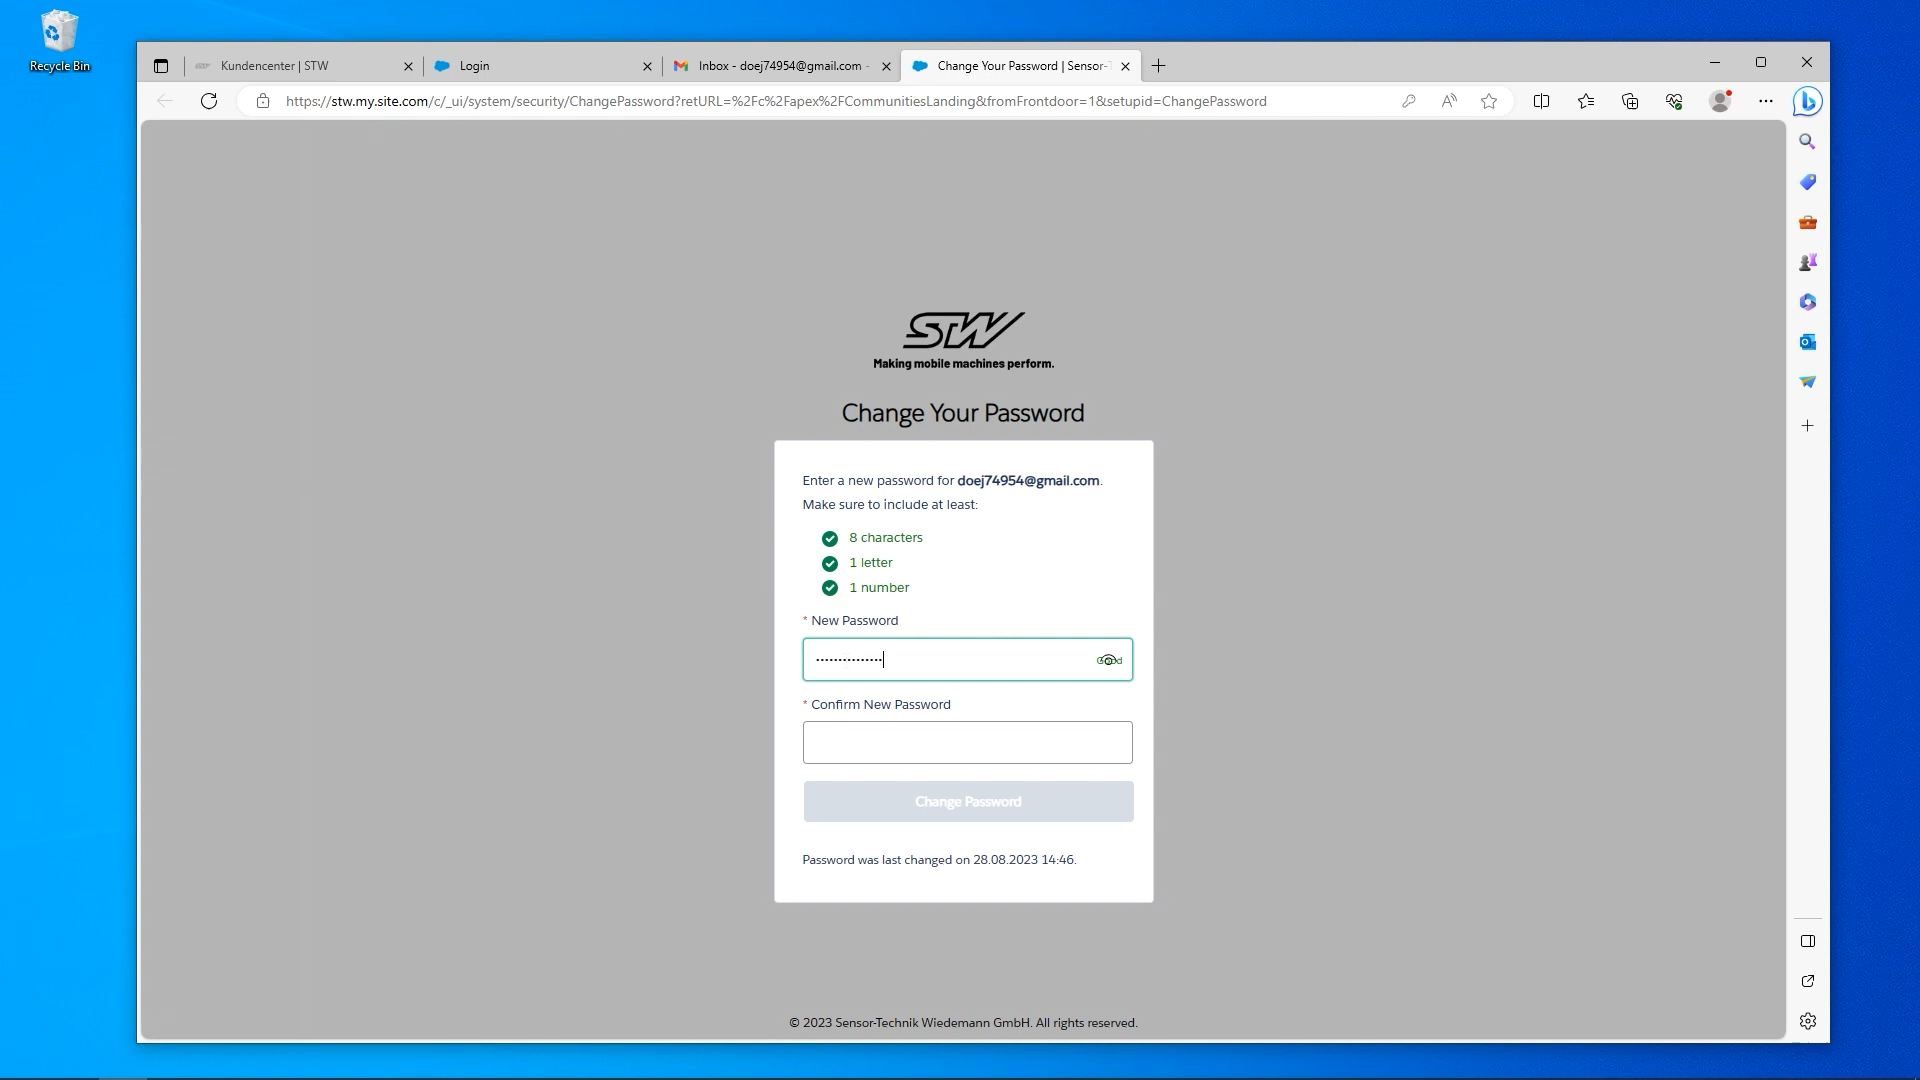 Recycle Bin
Kundencenter | STW
Login
Inbox - doej74954@gmail.com -
Change Your Password | Sensor-T
https://stw.my.site.com/c/_ui/system/security/ChangePassword?retURL=%2Fc%2Fapex%2FCommunitiesLanding&fromFrontdoor=1&setupid=ChangePassword
STW
Making mobile machines perform.
Change Your Password
Enter a new password for doej74954@gmail.com.
Make sure to include at least:
8 characters
1 letter
1 number
* New Password
•••••••••••••••
Good
* Confirm New Password
Change Password
Password was last changed on 28.08.2023 14:46.
© 2023 Sensor-Technik Wiedemann GmbH. All rights reserved.